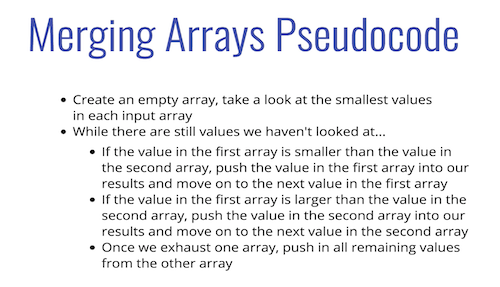 Merging Arrays Pseudocode
• Create an empty array, take a look at the smallest values
in each input array
• While there are still values we haven't looked at...
• If the value in the first array is smaller than the value in
the second array, push the value in the first array into our
results and move on to the next value in the first array
• If the value in the first array is larger than the value in the
second array, push the value in the second array into our
results and move on to the next value in the second array
• Once we exhaust one array, push in all remaining values
from the other array